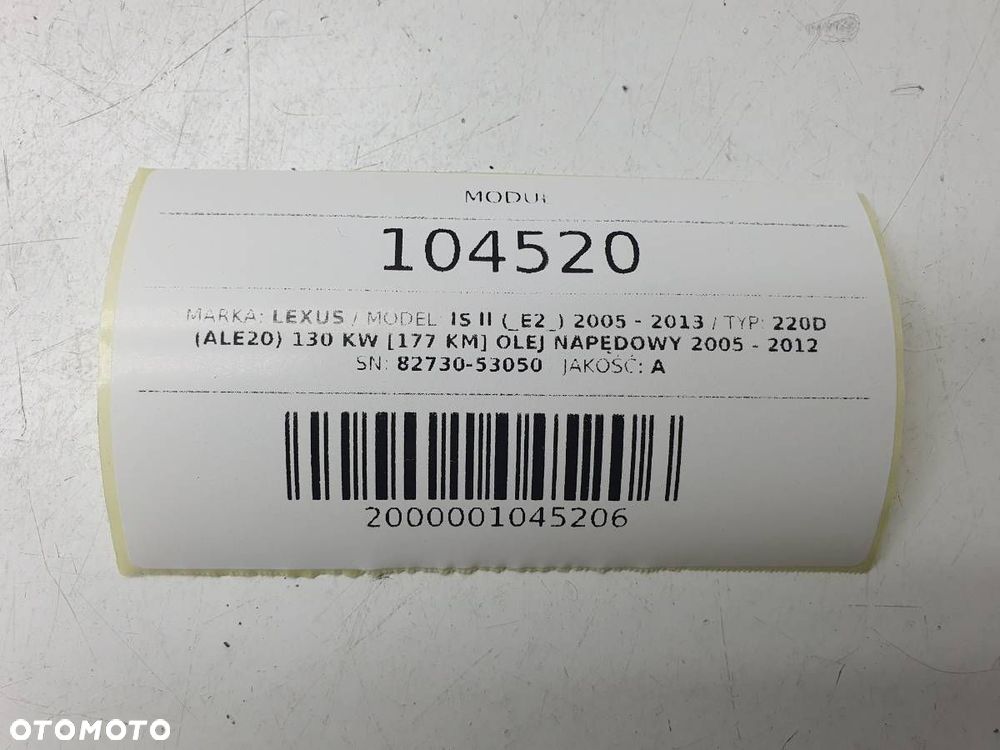 MODUŁ
104520
MARKA: LEXUS / MODEL: IS II (_E2_) 2005 - 2013 / TYP: 220D
(ALE20) 130 KW [177 KM] OLEJ NAPĘDOWY 2005 - 2012
SN: 82730-53050 JAKOŚĆ: A
2000001045206
OTOMOTO